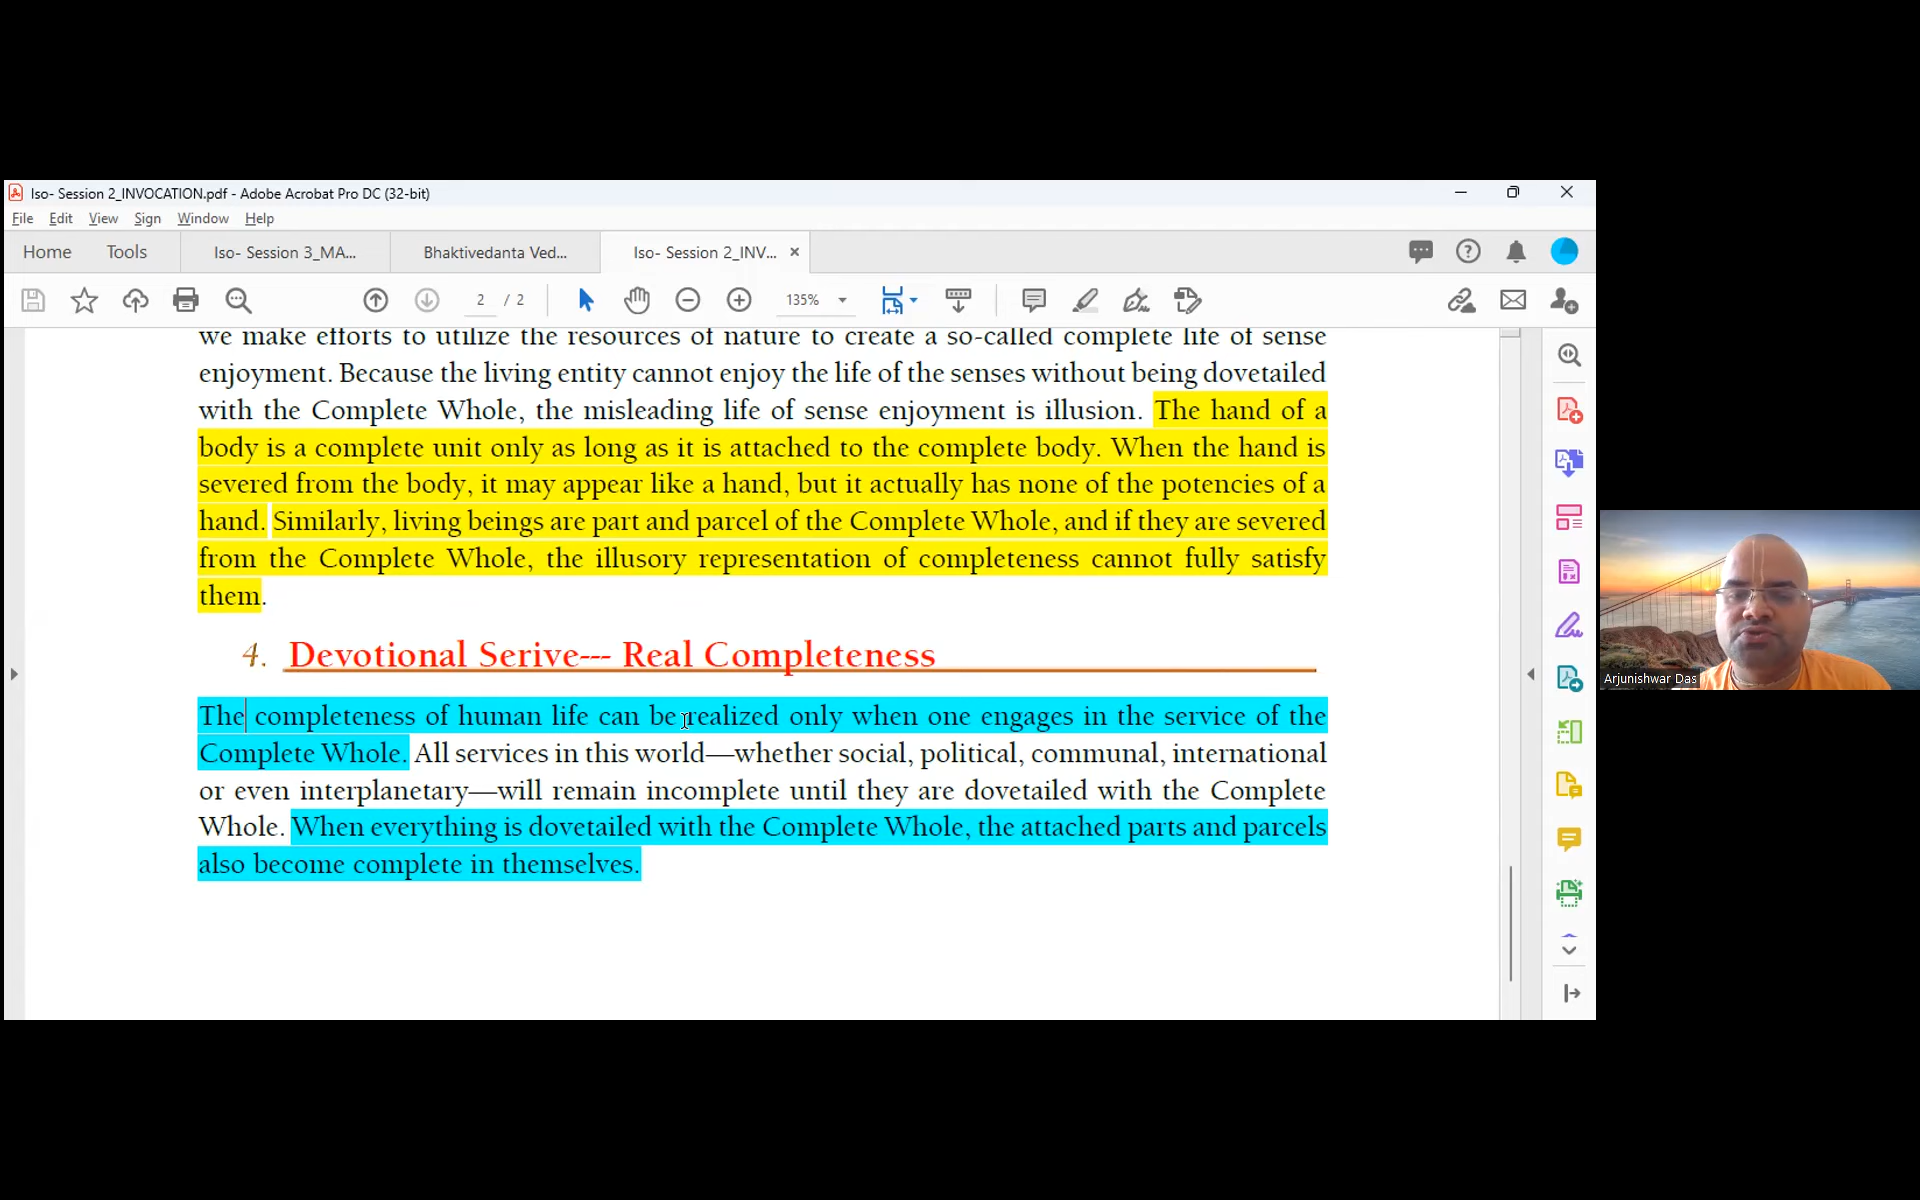 Iso- Session 2_INVOCATION.pdf - Adobe Acrobat Pro DC (32-bit)
File Edit View Sign Window Help
Home Tools Iso- Session 3_MA... Bhaktivedanta Ved... Iso- Session 2_INV... ×
2 / 2 135%
we make efforts to utilize the resources of nature to create a so-called complete life of sense
enjoyment. Because the living entity cannot enjoy the life of the senses without being dovetailed
with the Complete Whole, the misleading life of sense enjoyment is illusion. The hand of a
body is a complete unit only as long as it is attached to the complete body. When the hand is
severed from the body, it may appear like a hand, but it actually has none of the potencies of a
hand. Similarly, living beings are part and parcel of the Complete Whole, and if they are severed
from the Complete Whole, the illusory representation of completeness cannot fully satisfy
them.
4. Devotional Serive--- Real Completeness
The completeness of human life can be realized only when one engages in the service of the
Complete Whole. All services in this world—whether social, political, communal, international
or even interplanetary—will remain incomplete until they are dovetailed with the Complete
Whole. When everything is dovetailed with the Complete Whole, the attached parts and parcels
also become complete in themselves.
Arjunishwar Das